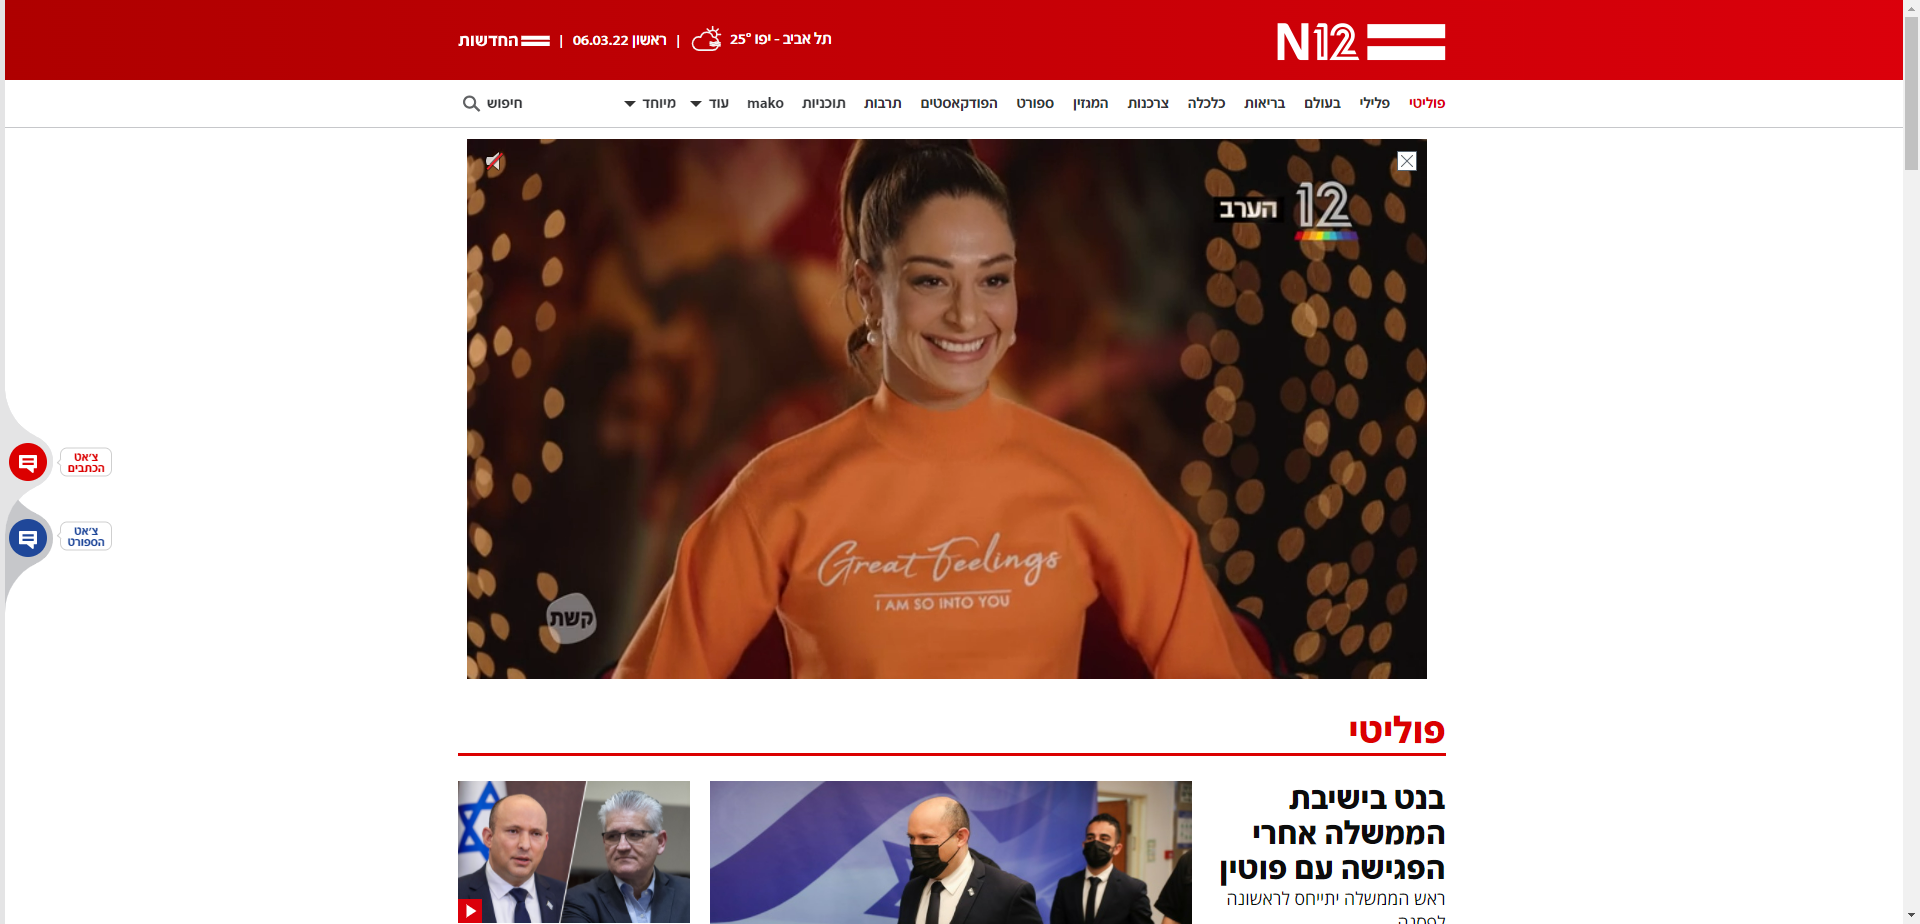 N12
תל אביב - יפו 25°
|
ראשון| 06.03.22
|
החדשות
פוליטי
פלילי
בעולם
בריאות
כלכלה
צרכנות
המגזין
ספורט
הפודקאסטים
תרבות
תוכניות
mako
עוד
מיוחד
חיפוש
הערב 12
Great Feelings
I AM SO INTO YOU
קשת
צ'אט
הכתבים
צ'אט
הספורט
פוליטי
בנט בישיבת
הממשלה אחרי
הפגישה עם פוטין
ראש הממשלה יתייחס לראשונה